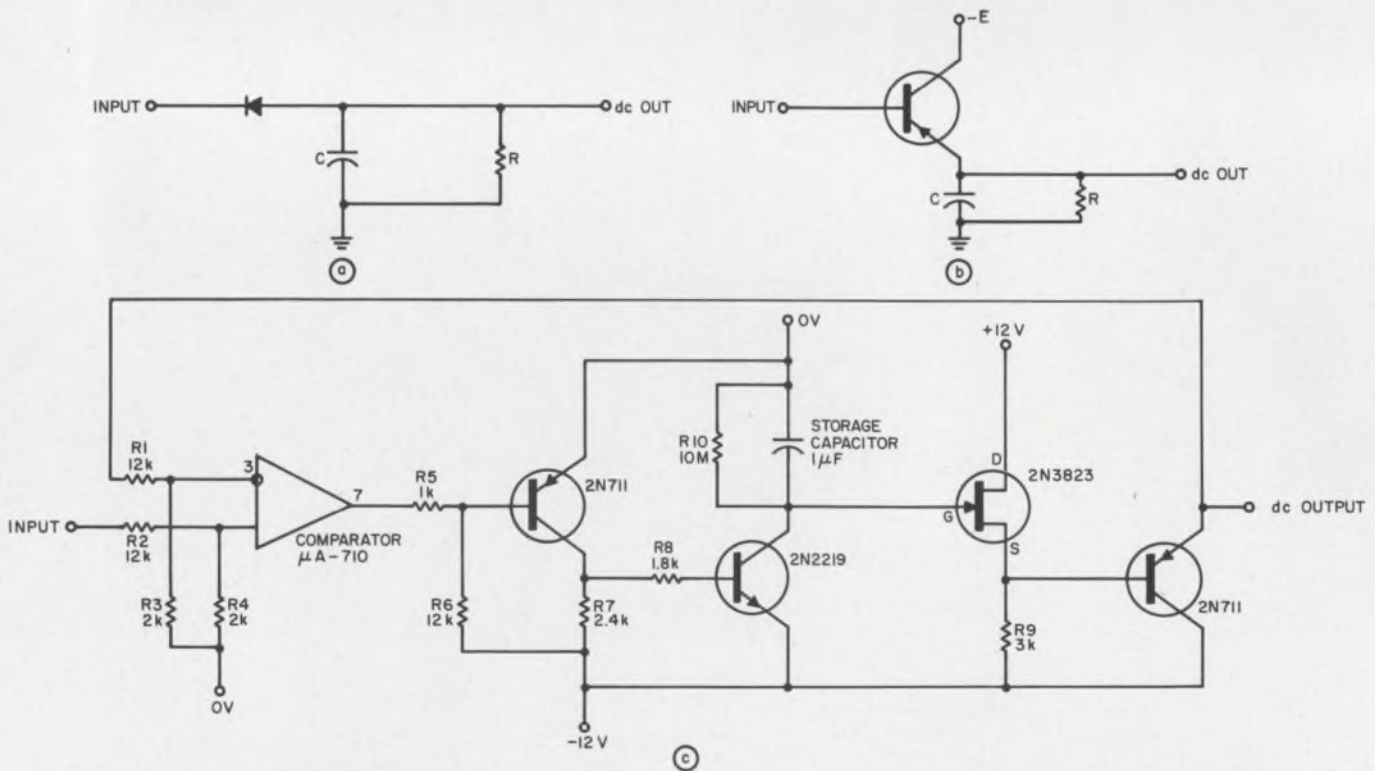 -E
INPUT
dc OUT
C
R
a
INPUT
dc OUT
C
R
b
0V
+12 V
R10
10M
STORAGE
CAPACITOR
1μF
D
2N3823
G
S
R1
12k
3
7
R5
1k
2N711
dc OUTPUT
INPUT
R2
12k
COMPARATOR
μA-710
R8
1.8k
2N2219
2N711
R3
2k
R4
2k
R6
12k
R7
2.4k
R9
3k
0V
-12 V
c